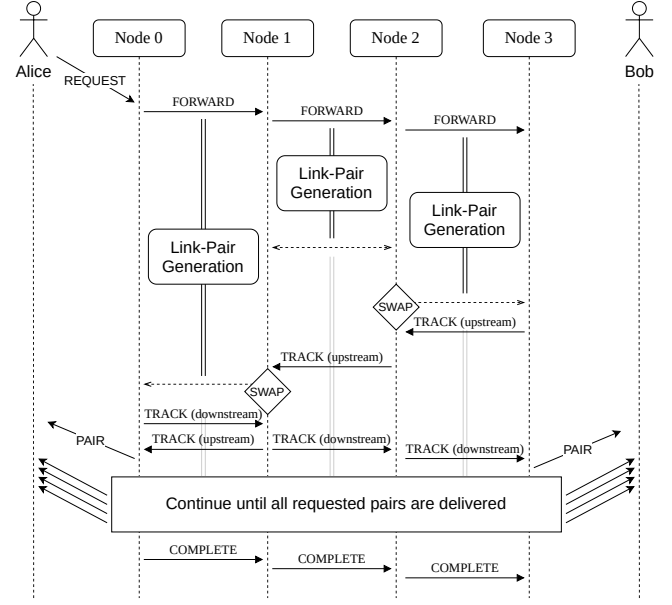 Node 0
Node 1
Node 2
Node 3
Alice
Bob
REQUEST
FORWARD
FORWARD
FORWARD
Link-Pair
Generation
Link-Pair
Generation
Link-Pair
Generation
SWAP
TRACK (upstream)
TRACK (upstream)
SWAP
TRACK (downstream)
PAIR
TRACK (upstream)
TRACK (downstream)
TRACK (downstream)
PAIR
Continue until all requested pairs are delivered
COMPLETE
COMPLETE
COMPLETE